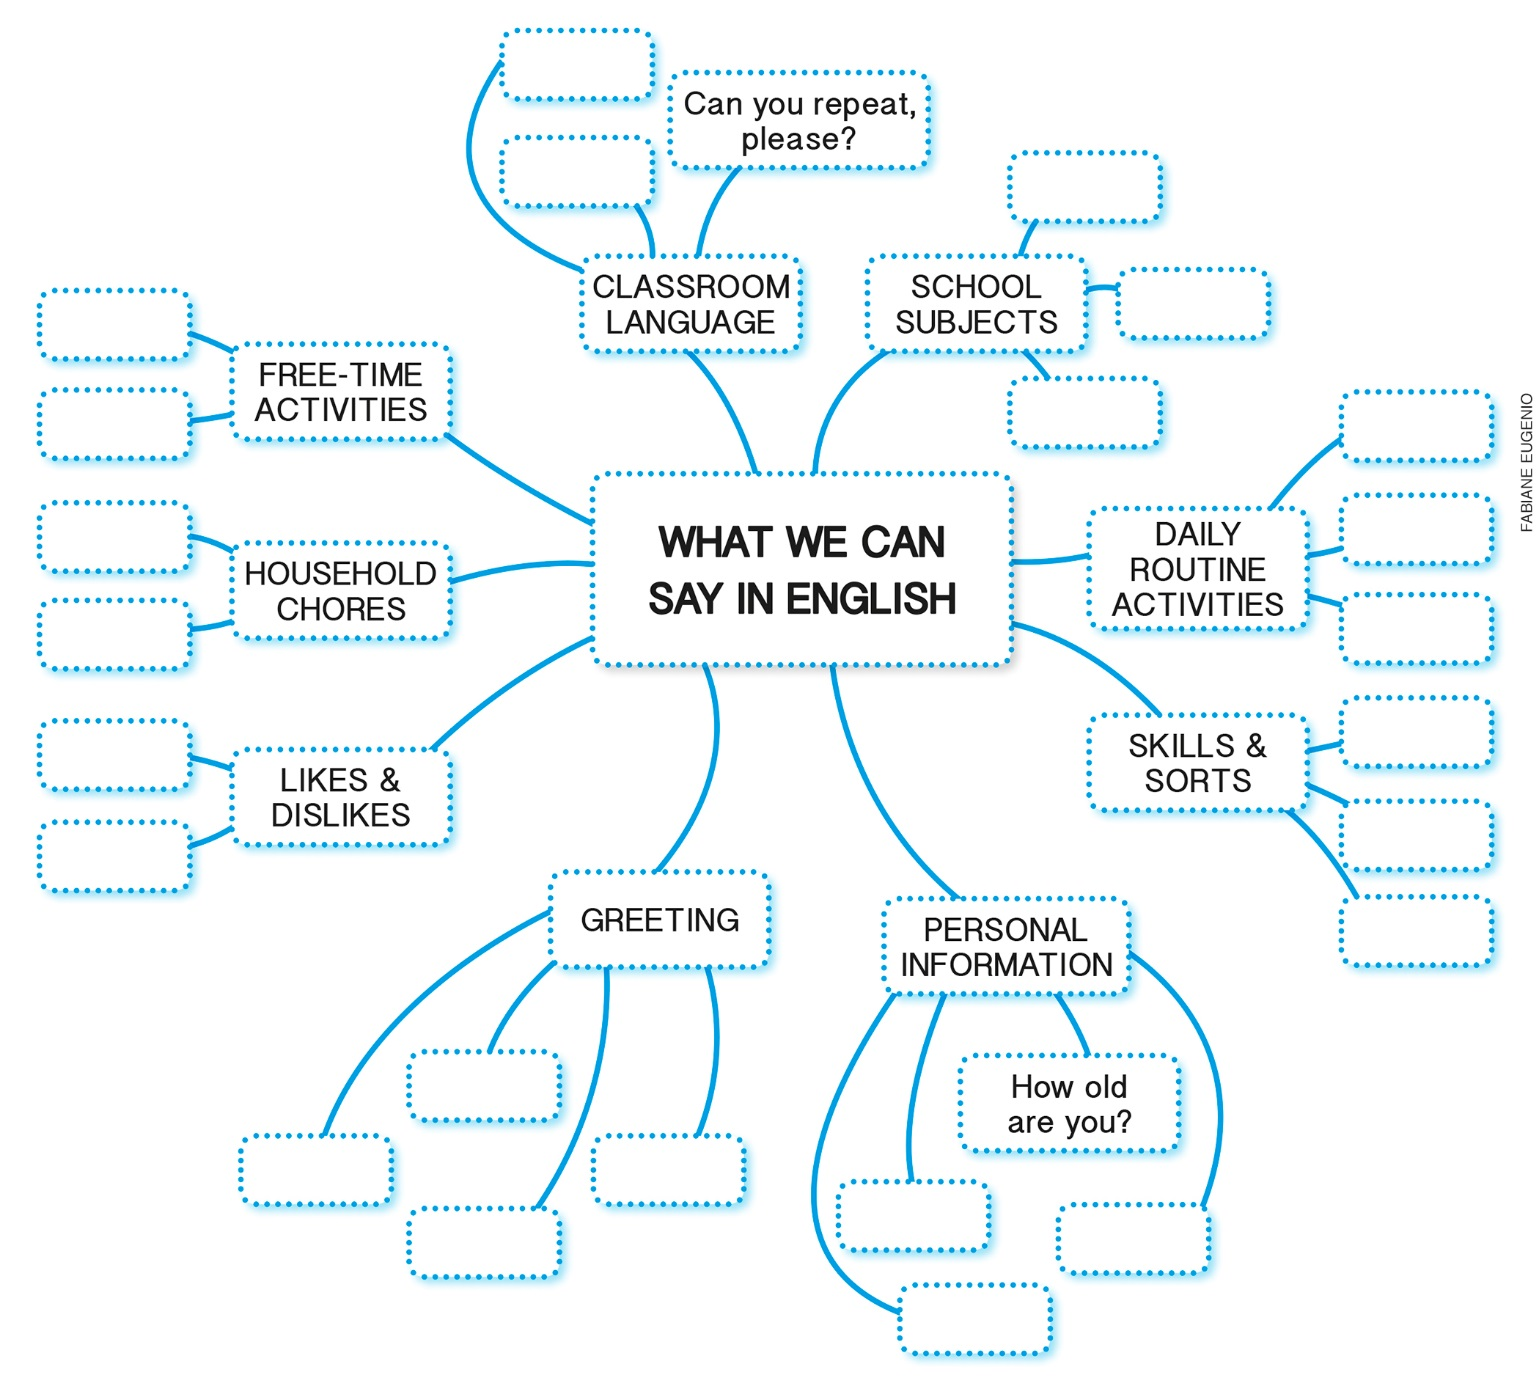 Can you repeat,
please?
CLASSROOM
LANGUAGE
SCHOOL
SUBJECTS
FREE-TIME
ACTIVITIES
WHAT WE CAN
SAY IN ENGLISH
DAILY
ROUTINE
ACTIVITIES
HOUSEHOLD
CHORES
SKILLS &
SORTS
LIKES &
DISLIKES
GREETING
PERSONAL
INFORMATION
How old
are you?
FABIANE EUGENIO